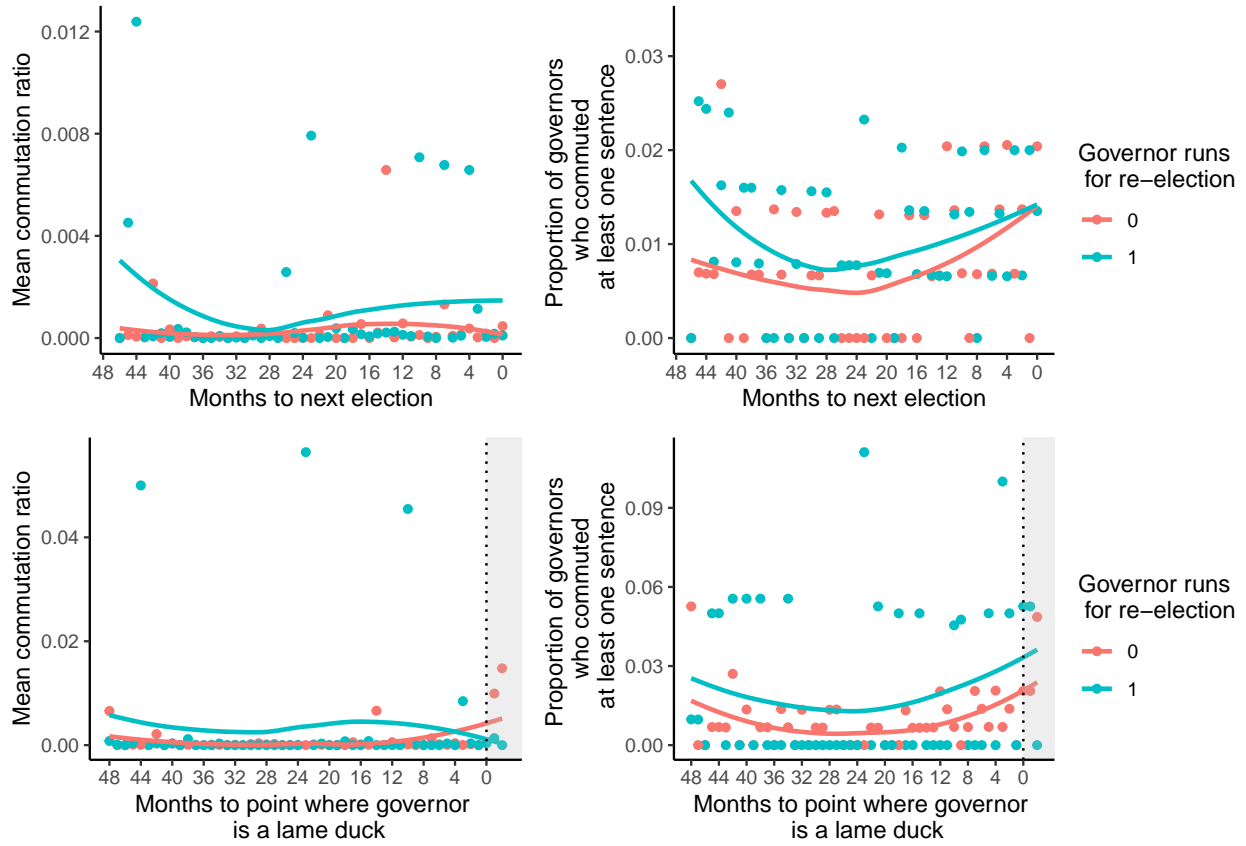 Mean commutation ratio
0.012
0.008
0.004
0.000
48 44 40 36 32 28 24 20 16 12 8 4 0
Months to next election
Proportion of governors
who commuted
at least one sentence
0.03
0.02
0.01
0.00
48 44 40 36 32 28 24 20 16 12 8 4 0
Months to next election
Governor runs
for re−election
0
1
Mean commutation ratio
0.04
0.02
0.00
48 44 40 36 32 28 24 20 16 12 8 4 0
Months to point where governor
is a lame duck
Proportion of governors
who commuted
at least one sentence
0.09
0.06
0.03
0.00
48 44 40 36 32 28 24 20 16 12 8 4 0
Months to point where governor
is a lame duck
Governor runs
for re−election
0
1